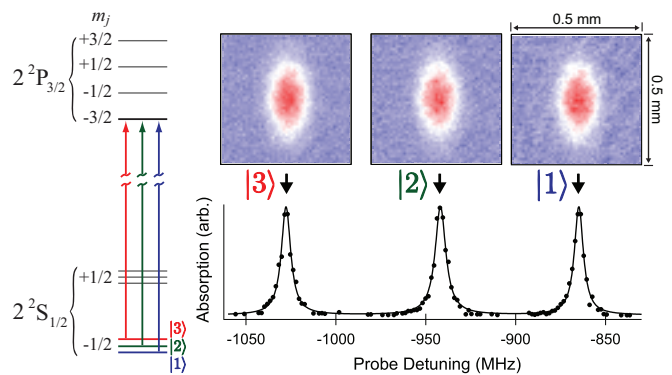 m_j
+3/2
+1/2
-1/2
-3/2
2 ²P₃/₂
+1/2
2 ²S₁/₂
-1/2
|3⟩
|2⟩
|1⟩
0.5 mm
0.5 mm
|3⟩ |2⟩ |1⟩
Absorption (arb.)
-1050 -1000 -950 -900 -850
Probe Detuning (MHz)